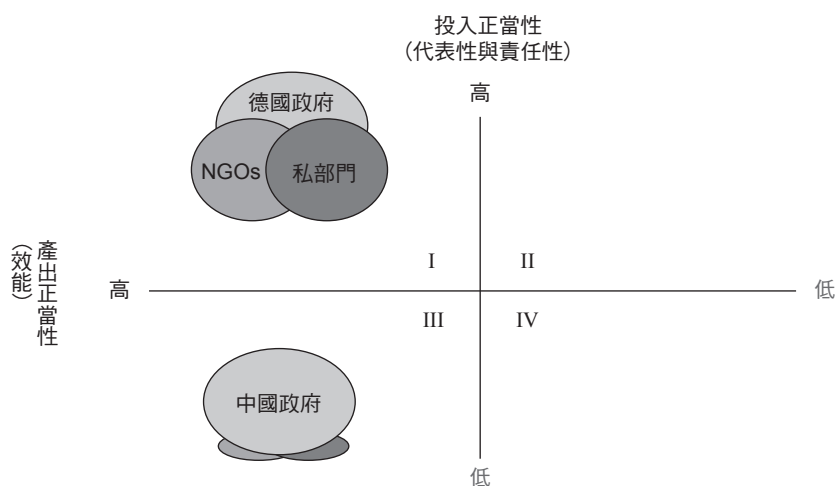 投入正當性
（代表性與責任性）
高
德國政府
NGOs
私部門
產出正當性
（效能）
高
I
II
低
III
IV
中國政府
低